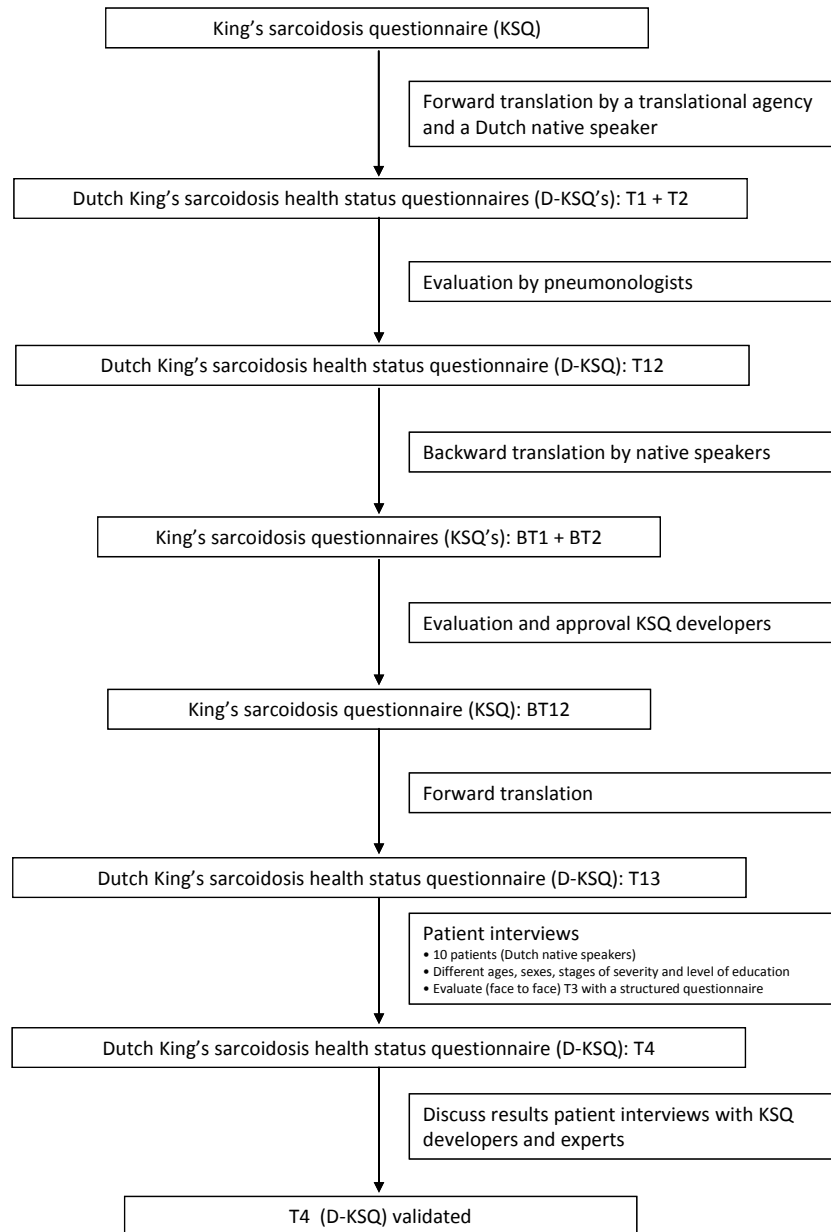 King’s sarcoidosis questionnaire (KSQ)
Forward translation by a translational agency
and a Dutch native speaker
Dutch King’s sarcoidosis health status questionnaires (D-KSQ’s): T1 + T2
Evaluation by pneumonologists
Dutch King’s sarcoidosis health status questionnaire (D-KSQ): T12
Backward translation by native speakers
King’s sarcoidosis questionnaires (KSQ’s): BT1 + BT2
Evaluation and approval KSQ developers
King’s sarcoidosis questionnaire (KSQ): BT12
Forward translation
Dutch King’s sarcoidosis health status questionnaire (D-KSQ): T13
Patient interviews
• 10 patients (Dutch native speakers)
• Different ages, sexes, stages of severity and level of education
• Evaluate (face to face) T3 with a structured questionnaire
Dutch King’s sarcoidosis health status questionnaire (D-KSQ): T4
Discuss results patient interviews with KSQ
developers and experts
T4 (D-KSQ) validated